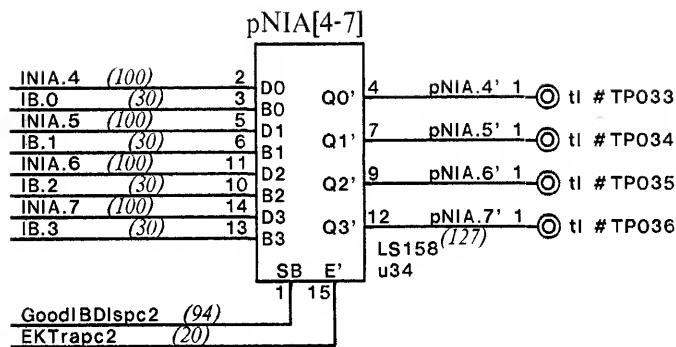 pNIA[4-7]
INIA.4 (100) 2 D0
IB.0 (30) 3 B0
INIA.5 (100) 5 D1
IB.1 (30) 6 B1
INIA.6 (100) 11 D2
IB.2 (30) 10 B2
INIA.7 (100) 14 D3
IB.3 (30) 13 B3
Q0' 4 pNIA.4' 1 tl #TP033
Q1' 7 pNIA.5' 1 tl #TP034
Q2' 9 pNIA.6' 1 tl #TP035
Q3' 12 pNIA.7' 1 tl #TP036
LS158 (127)
u34
SB E'
1 15
GoodIBDIspc2 (94)
EKTrapc2 (20)